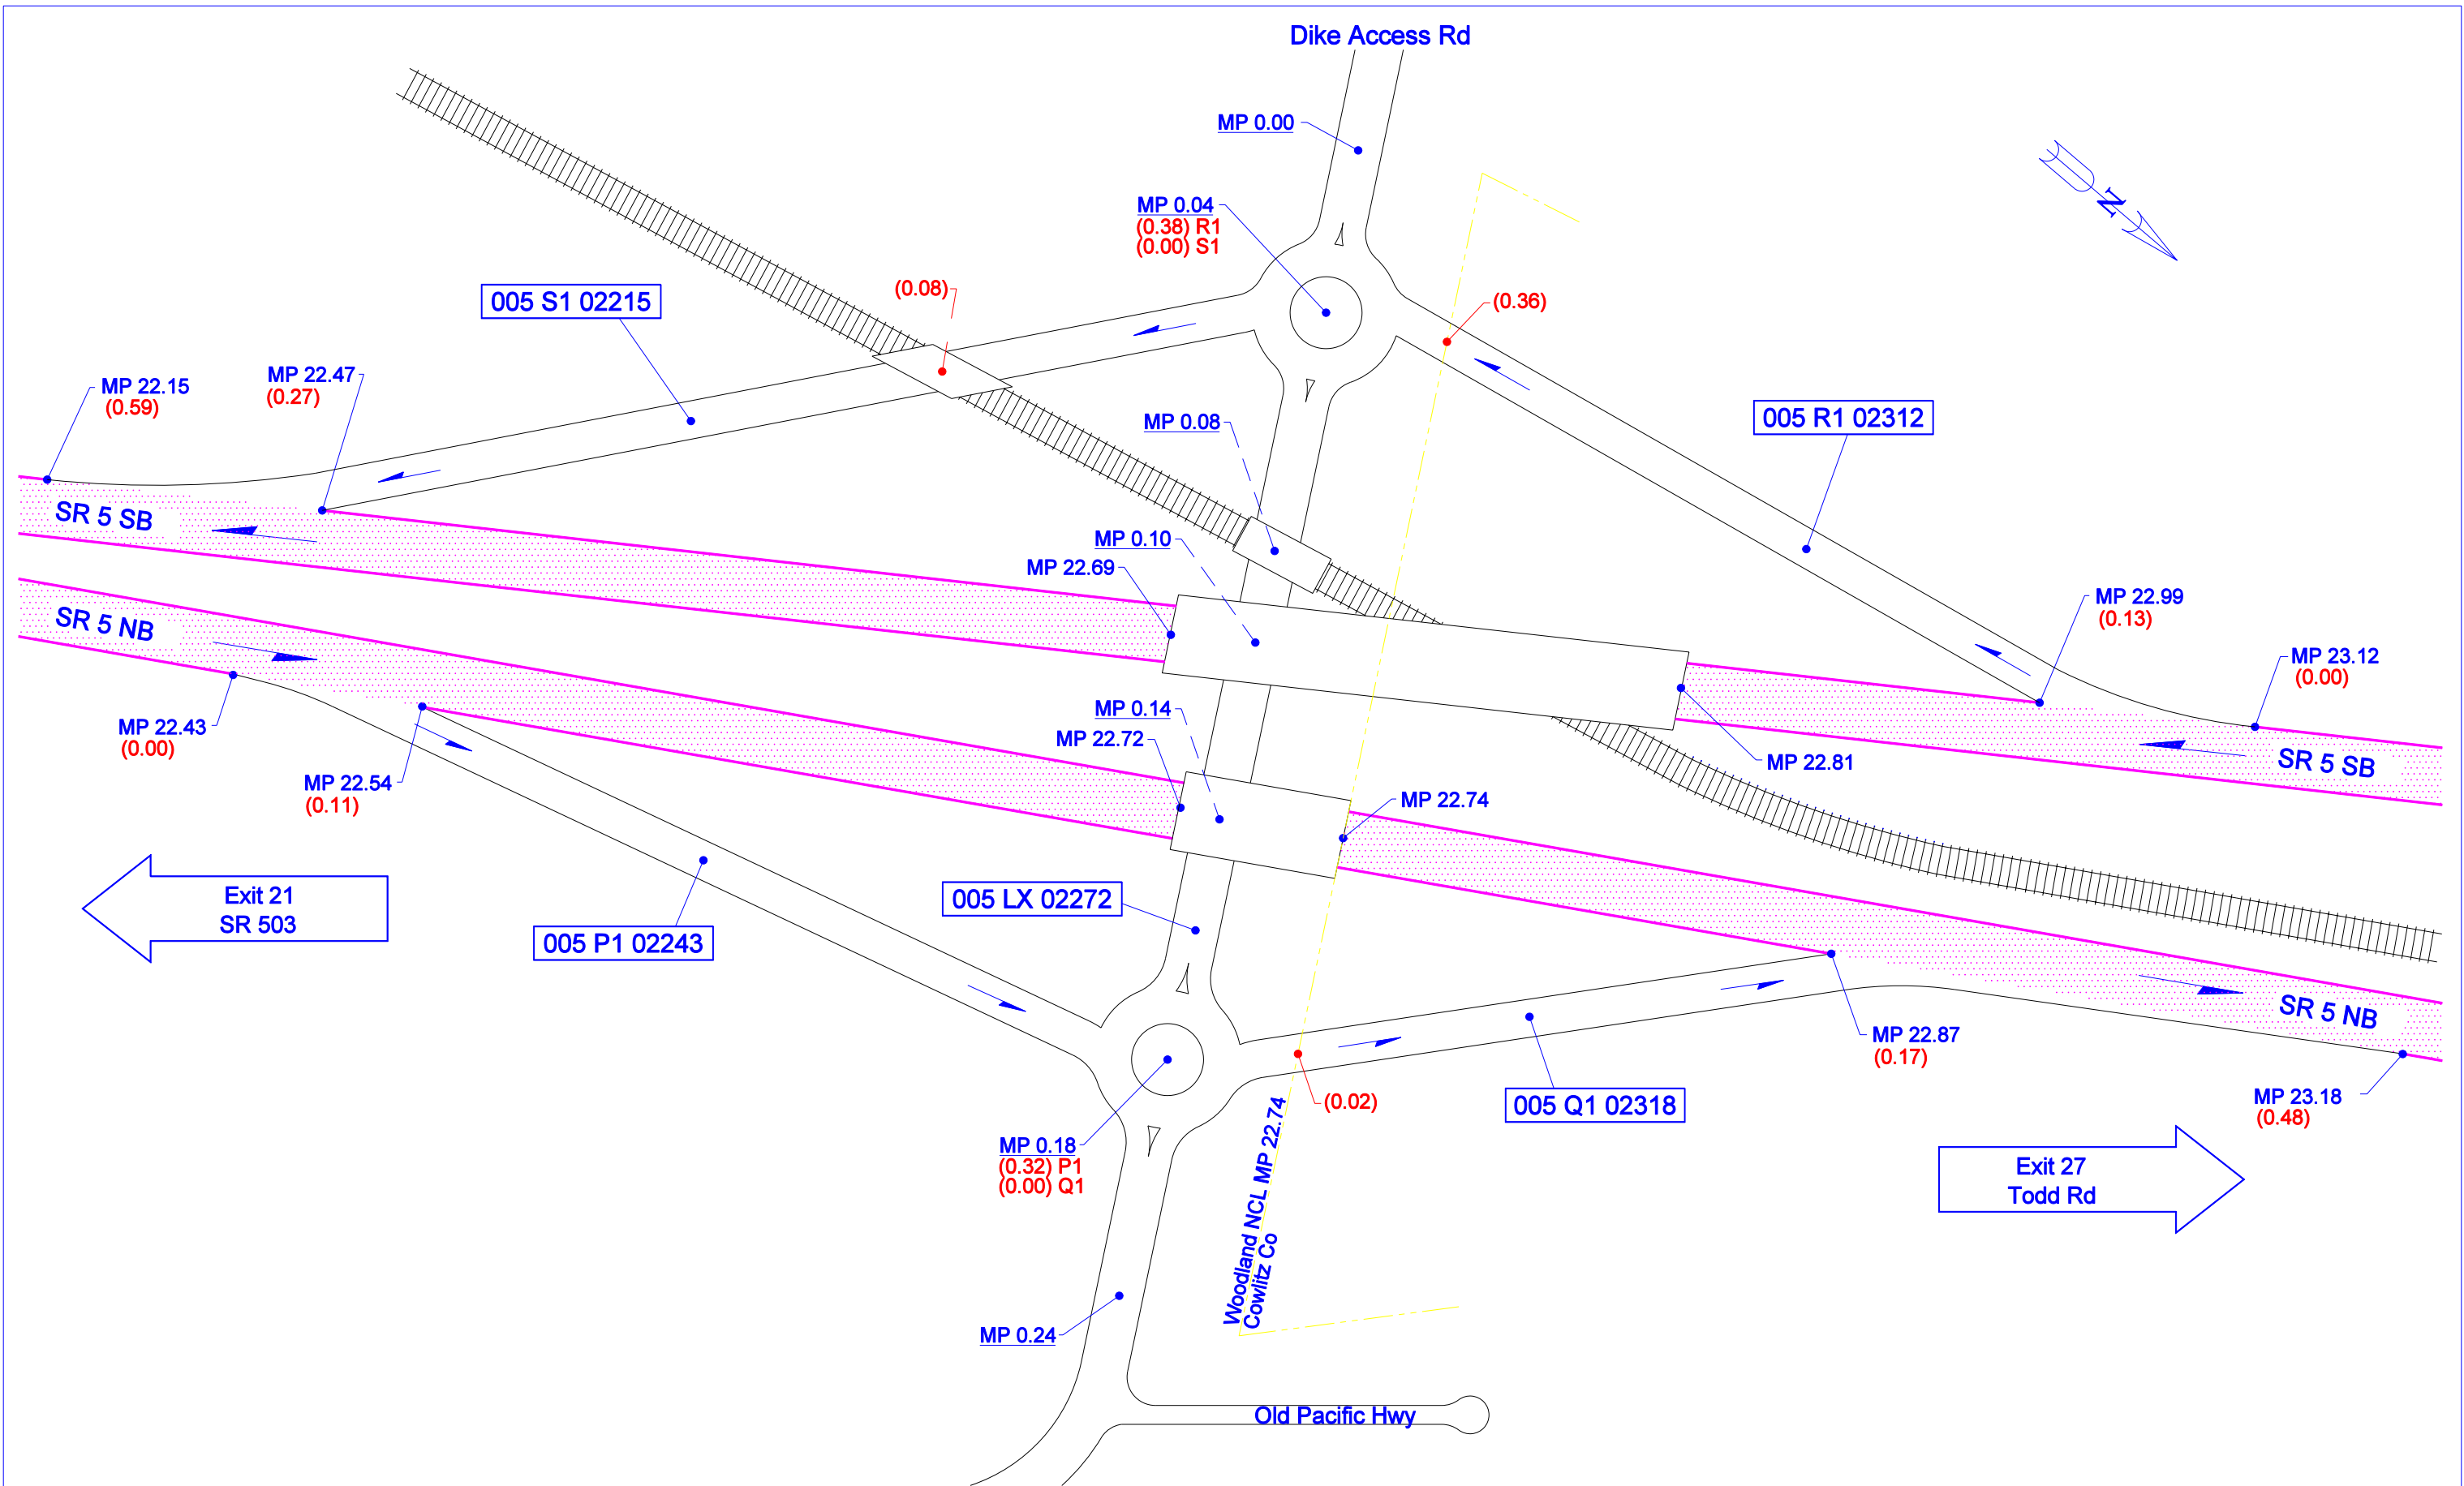 Dike Access Rd
MP 0.00
N
MP 0.04
(0.38) R1
(0.00) S1
(0.08)
005 S1 02215
(0.36)
MP 22.15
(0.59)
MP 22.47
(0.27)
005 R1 02312
MP 0.08
SR 5 SB
MP 0.10
MP 22.69
SR 5 NB
MP 22.99
(0.13)
MP 23.12
(0.00)
MP 22.43
(0.00)
MP 0.14
MP 22.72
MP 22.54
(0.11)
MP 22.81
SR 5 SB
MP 22.74
Exit 21
SR 503
005 LX 02272
005 P1 02243
SR 5 NB
MP 22.87
(0.17)
(0.02)
005 Q1 02318
MP 23.18
(0.48)
MP 0.18
(0.32) P1
(0.00) Q1
Woodland NCL MP 22.74
Cowlitz Co
Exit 27
Todd Rd
MP 0.24
Old Pacific Hwy